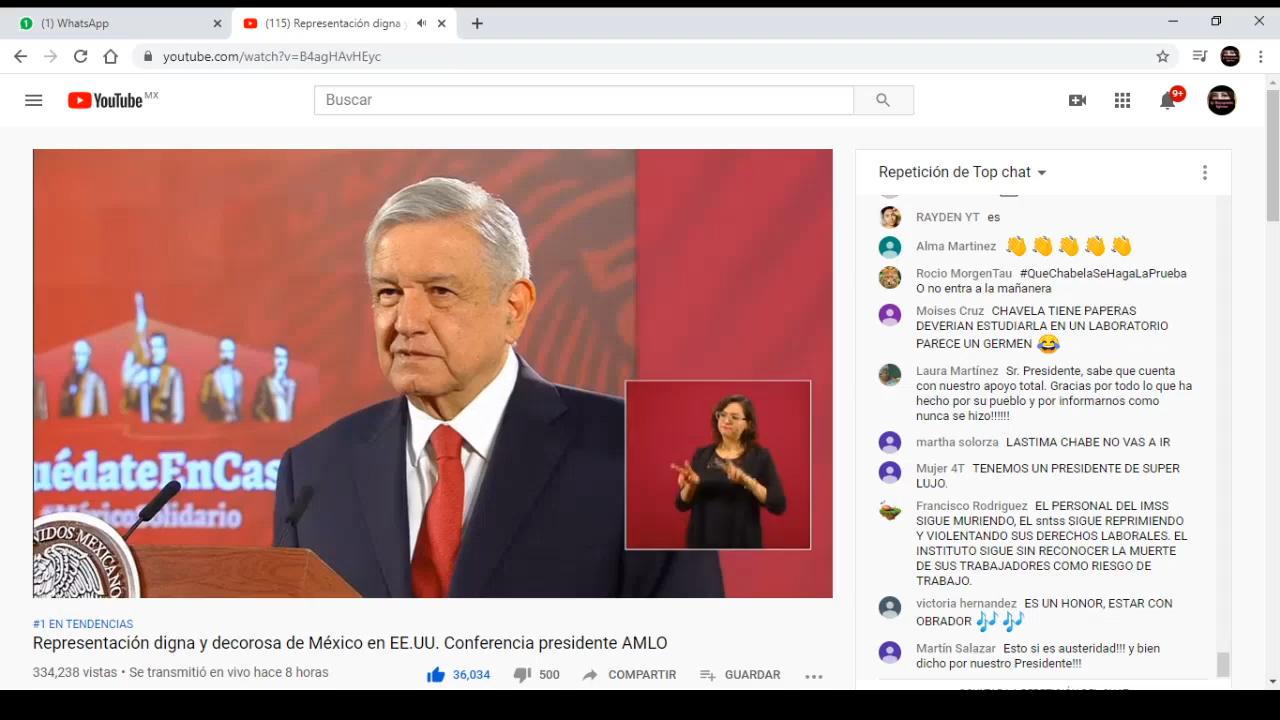 (1) WhatsApp
(115) Representación digna y
youtube.com/watch?v=B4agHAvHEyc
YouTube MX
Buscar
9+
Repetición de Top chat
RAYDEN YT es
Alma Martinez 👏👏👏👏👏
Rocio MorgenTau #QueChabelaSeHagaLaPrueba
O no entra a la mañanera
Moises Cruz CHAVELA TIENE PAPERAS
DEVERIAN ESTUDIARLA EN UN LABORATORIO
PARECE UN GERMEN 😂
Laura Martínez Sr. Presidente, sabe que cuenta
con nuestro apoyo total. Gracias por todo lo que ha
hecho por su pueblo y por informarnos como
nunca se hizo!!!!!!
martha solorza LASTIMA CHABE NO VAS A IR
Mujer 4T TENEMOS UN PRESIDENTE DE SUPER
LUJO.
Francisco Rodriguez EL PERSONAL DEL IMSS
SIGUE MURIENDO, EL sntss SIGUE REPRIMIENDO
Y VIOLENTANDO SUS DERECHOS LABORALES. EL
INSTITUTO SIGUE SIN RECONOCER LA MUERTE
DE SUS TRABAJADORES COMO RIESGO DE
TRABAJO.
victoria hernandez ES UN HONOR, ESTAR CON
OBRADOR 🎶🎶
Martín Salazar Esto si es austeridad!!! y bien
dicho por nuestro Presidente!!!
uédateEnCas
#MéxicoSolidario
NIDOS MEXICANO
#1 EN TENDENCIAS
Representación digna y decorosa de México en EE.UU. Conferencia presidente AMLO
334,238 vistas • Se transmitió en vivo hace 8 horas
36,034
500
COMPARTIR
GUARDAR